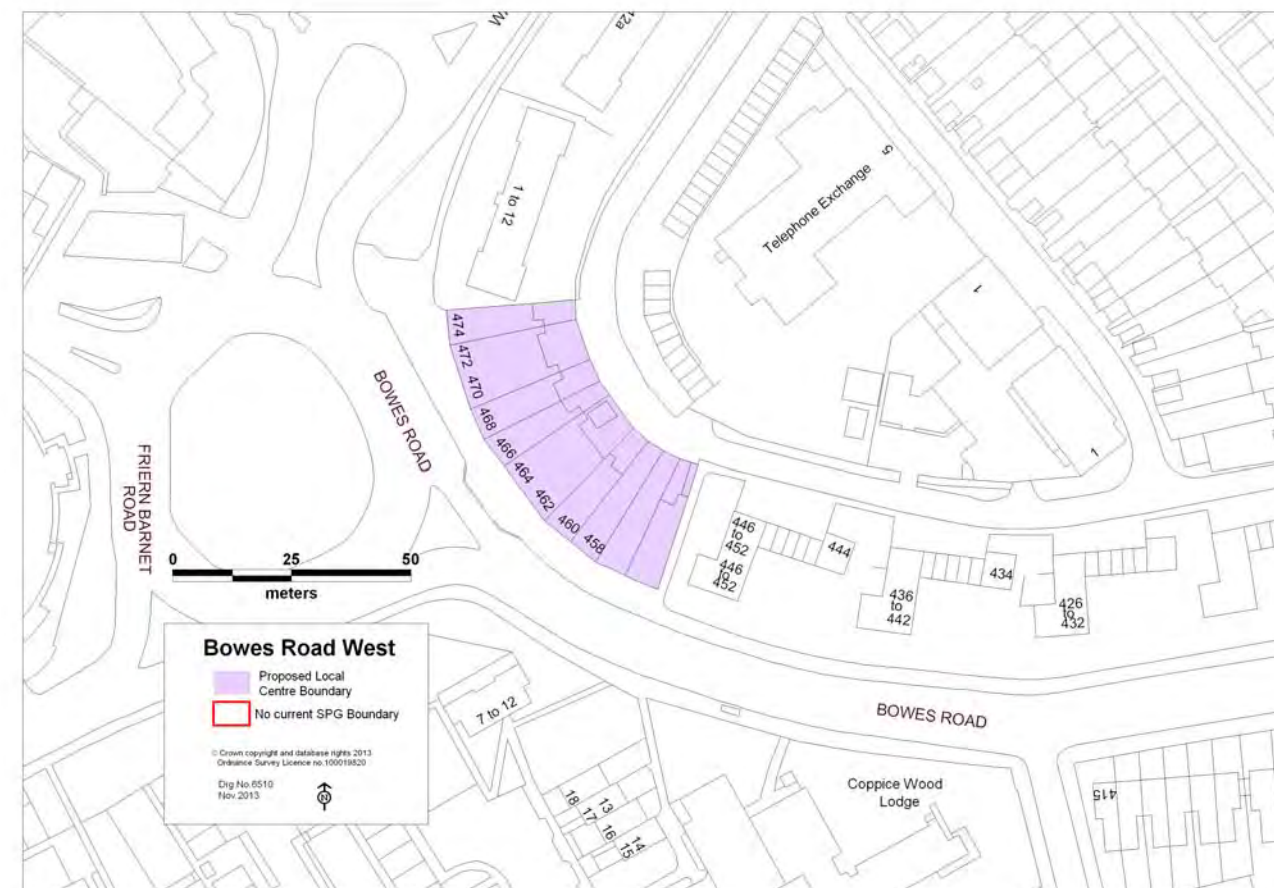 12a
1 to 12
Telephone Exchange
5
1
1
474
472
470
468
466
464
462
460
458
BOWES ROAD
FRIERN BARNET
ROAD
0 25 50
meters
446
to
452
446
to
452
444
436
to
442
434
426
to
432
BOWES ROAD
Bowes Road West
Proposed Local
Centre Boundary
No current SPG Boundary
© Crown copyright and database rights 2013
Ordnance Survey Licence no.100019820
Drg.No.6510
Nov.2013
N
7 to 12
18
17
13
16
15
14
Coppice Wood
Lodge
415